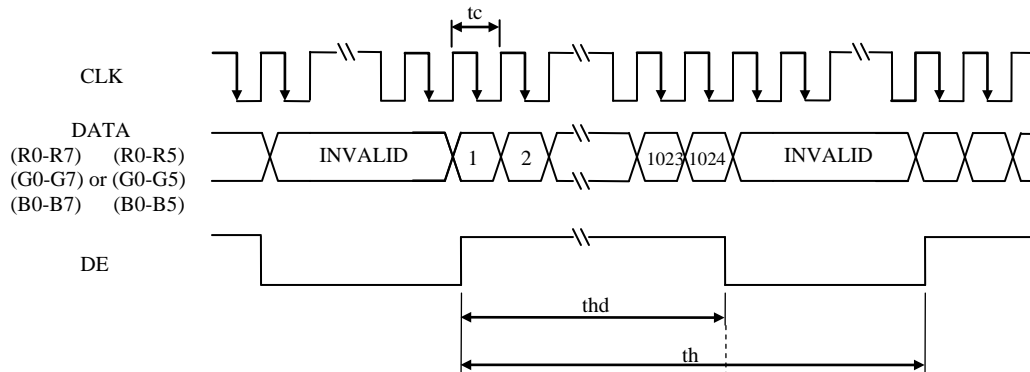 tc
CLK
DATA
(R0-R7) (R0-R5)
(G0-G7) or (G0-G5)
(B0-B7) (B0-B5)
INVALID 1 2 1023 1024 INVALID
DE
thd
th